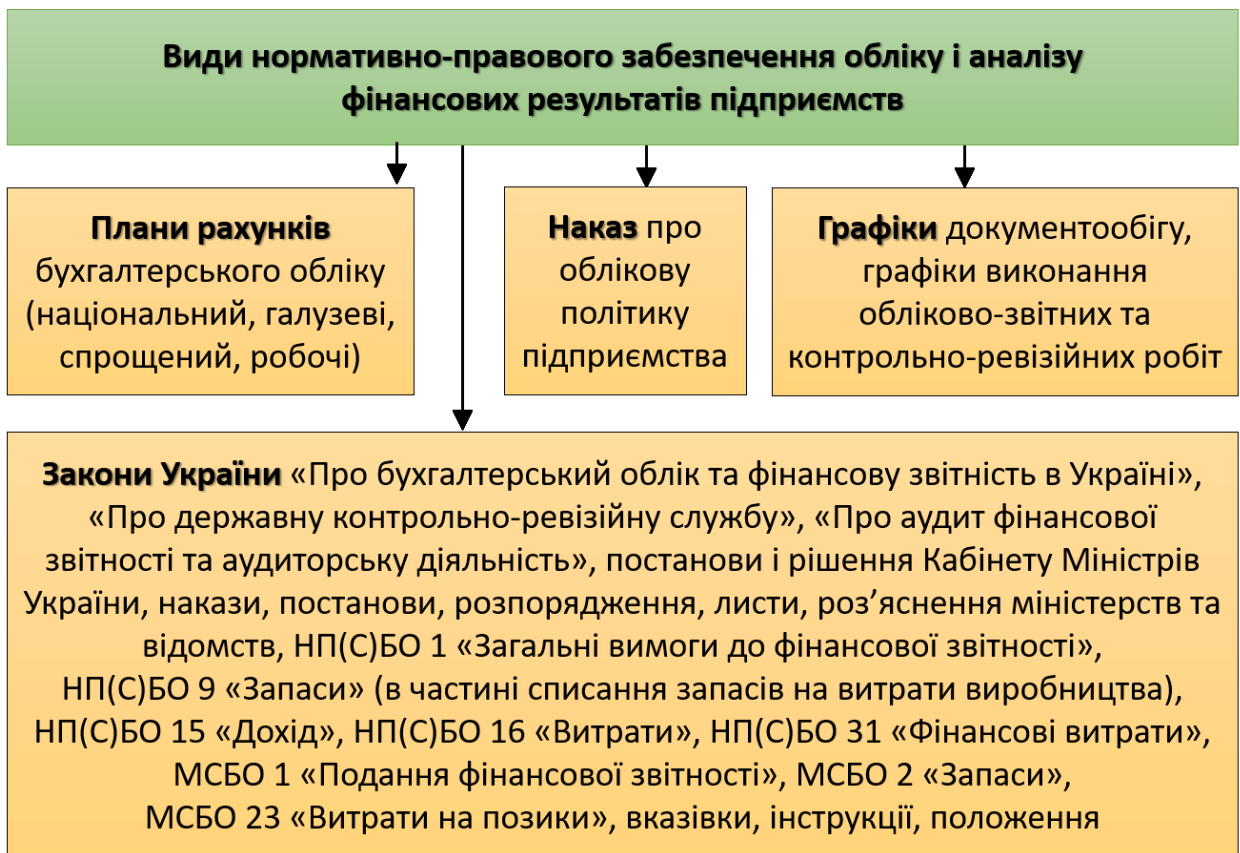 Види нормативно-правового забезпечення обліку і аналізу
фінансових результатів підприємств
Плани рахунків
бухгалтерського обліку
(національний, галузеві,
спрощений, робочі)
Наказ про
облікову
політику
підприємства
Графіки документообігу,
графіки виконання
обліково-звітних та
контрольно-ревізійних робіт
Закони України «Про бухгалтерський облік та фінансову звітність в Україні»,
«Про державну контрольно-ревізійну службу», «Про аудит фінансової
звітності та аудиторську діяльність», постанови і рішення Кабінету Міністрів
України, накази, постанови, розпорядження, листи, роз’яснення міністерств та
відомств, НП(С)БО 1 «Загальні вимоги до фінансової звітності»,
НП(С)БО 9 «Запаси» (в частині списання запасів на витрати виробництва),
НП(С)БО 15 «Дохід», НП(С)БО 16 «Витрати», НП(С)БО 31 «Фінансові витрати»,
МСБО 1 «Подання фінансової звітності», МСБО 2 «Запаси»,
МСБО 23 «Витрати на позики», вказівки, інструкції, положення